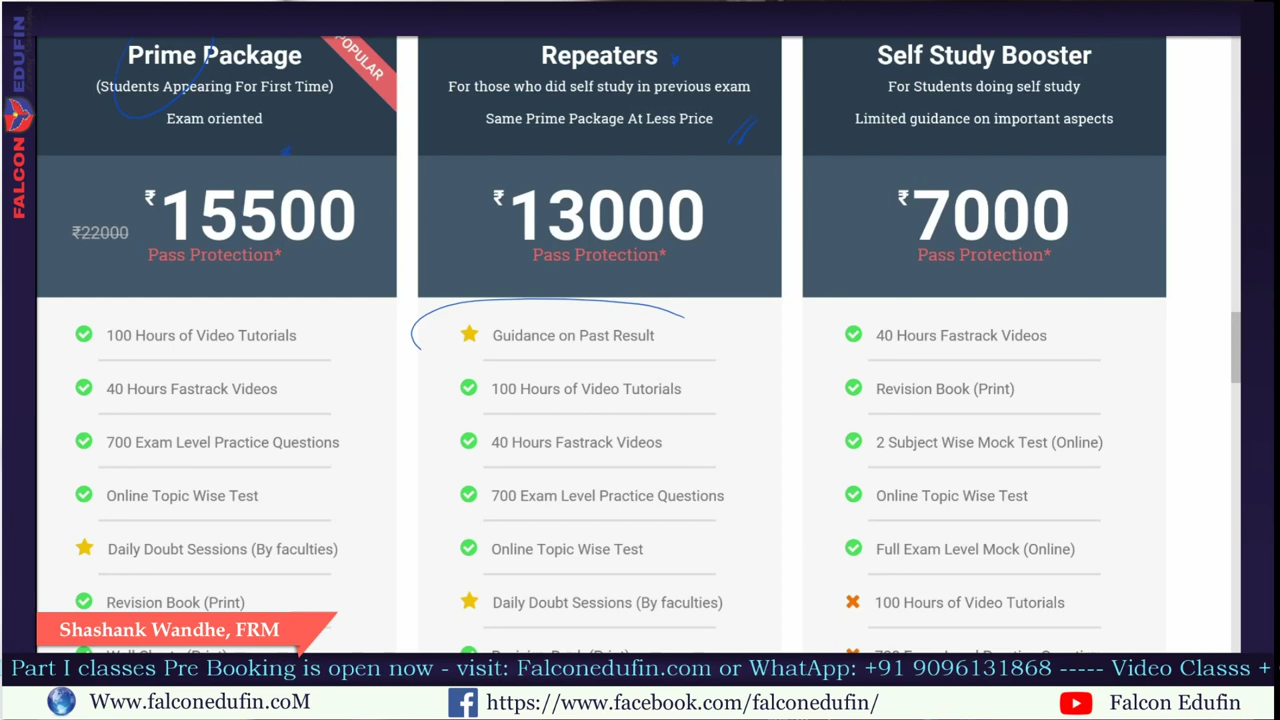 FALCON EDUFIN
Prime Package
(Students Appearing For First Time)
Exam oriented
POPULAR
₹22000
₹15500
Pass Protection*
100 Hours of Video Tutorials
40 Hours Fastrack Videos
700 Exam Level Practice Questions
Online Topic Wise Test
Daily Doubt Sessions (By faculties)
Revision Book (Print)
Repeaters
For those who did self study in previous exam
Same Prime Package At Less Price
₹13000
Pass Protection*
Guidance on Past Result
100 Hours of Video Tutorials
40 Hours Fastrack Videos
700 Exam Level Practice Questions
Online Topic Wise Test
Daily Doubt Sessions (By faculties)
Self Study Booster
For Students doing self study
Limited guidance on important aspects
₹7000
Pass Protection*
40 Hours Fastrack Videos
Revision Book (Print)
2 Subject Wise Mock Test (Online)
Online Topic Wise Test
Full Exam Level Mock (Online)
100 Hours of Video Tutorials
Shashank Wandhe, FRM
Part I classes Pre Booking is open now - visit: Falconedufin.com or WhatApp: +91 9096131868 ----- Video Classs +
Www.falconedufin.coM
https://www.facebook.com/falconedufin/
Falcon Edufin